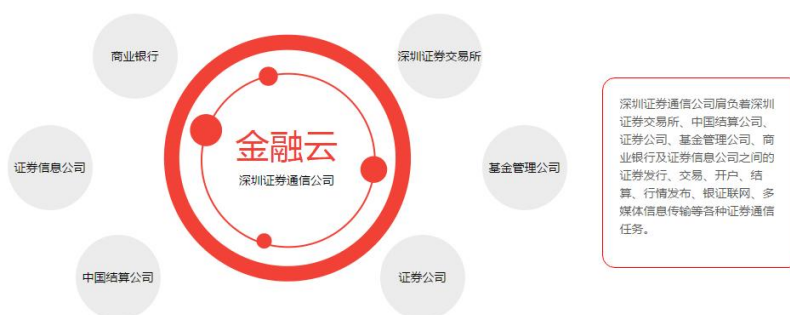 商业银行
深圳证券交易所
证券信息公司
金融云
深圳证券通信公司
基金管理公司
中国结算公司
证券公司
深圳证券通信公司肩负着深圳
证券交易所、中国结算公司、
证券公司、基金管理公司、商
业银行及证券信息公司之间的
证券发行、交易、开户、结
算、行情发布、银证联网、多
媒体信息传输等各种证券通信
任务。